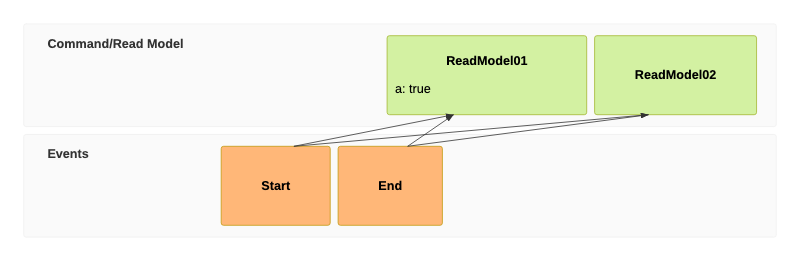 Command/Read Model
ReadModel01
a: true
ReadModel02
Events
Start
End